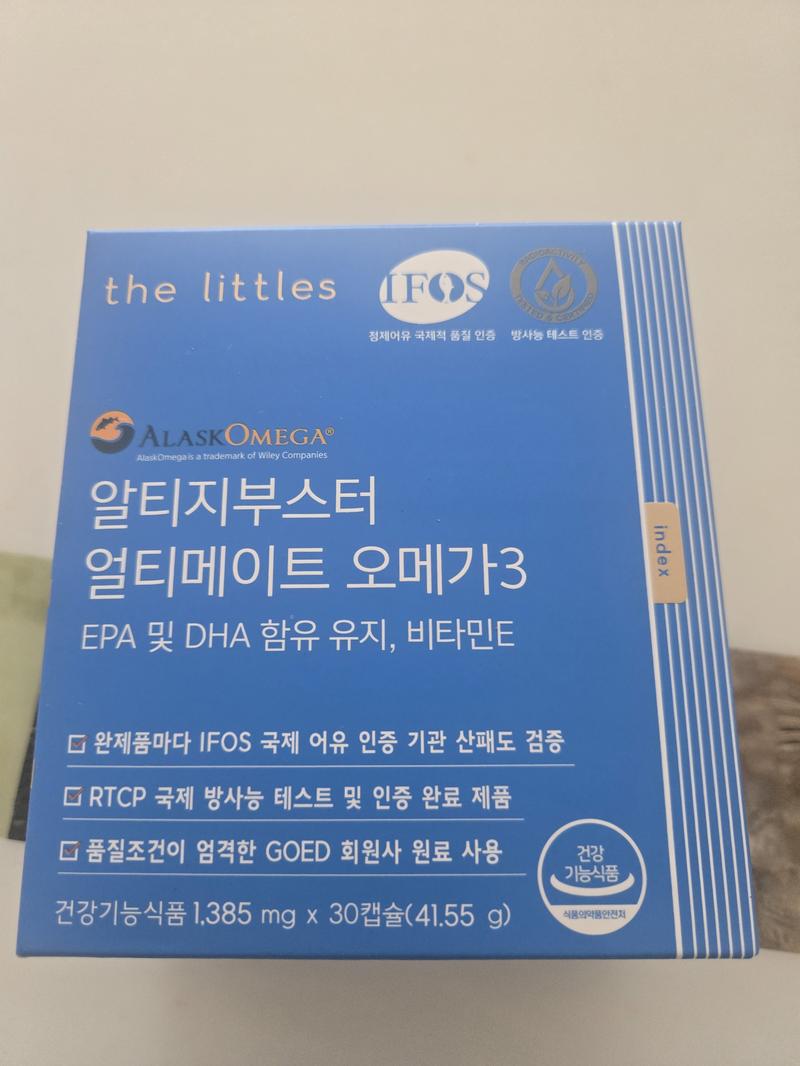 the littles
IFOS
정제어유 국제적 품질 인증
RADIOACTIVITY
TESTED & CERTIFIED
방사능 테스트 인증
ALASKOMEGA®
AlaskOmega is a trademark of Wiley Companies
알티지부스터
얼티메이트 오메가3
EPA 및 DHA 함유 유지, 비타민E
index
완제품마다 IFOS 국제 어유 인증 기관 산패도 검증
RTCP 국제 방사능 테스트 및 인증 완료 제품
품질조건이 엄격한 GOED 회원사 원료 사용
건강기능식품 1,385 mg x 30캡슐(41.55 g)
건강
기능식품
식품의약품안전처